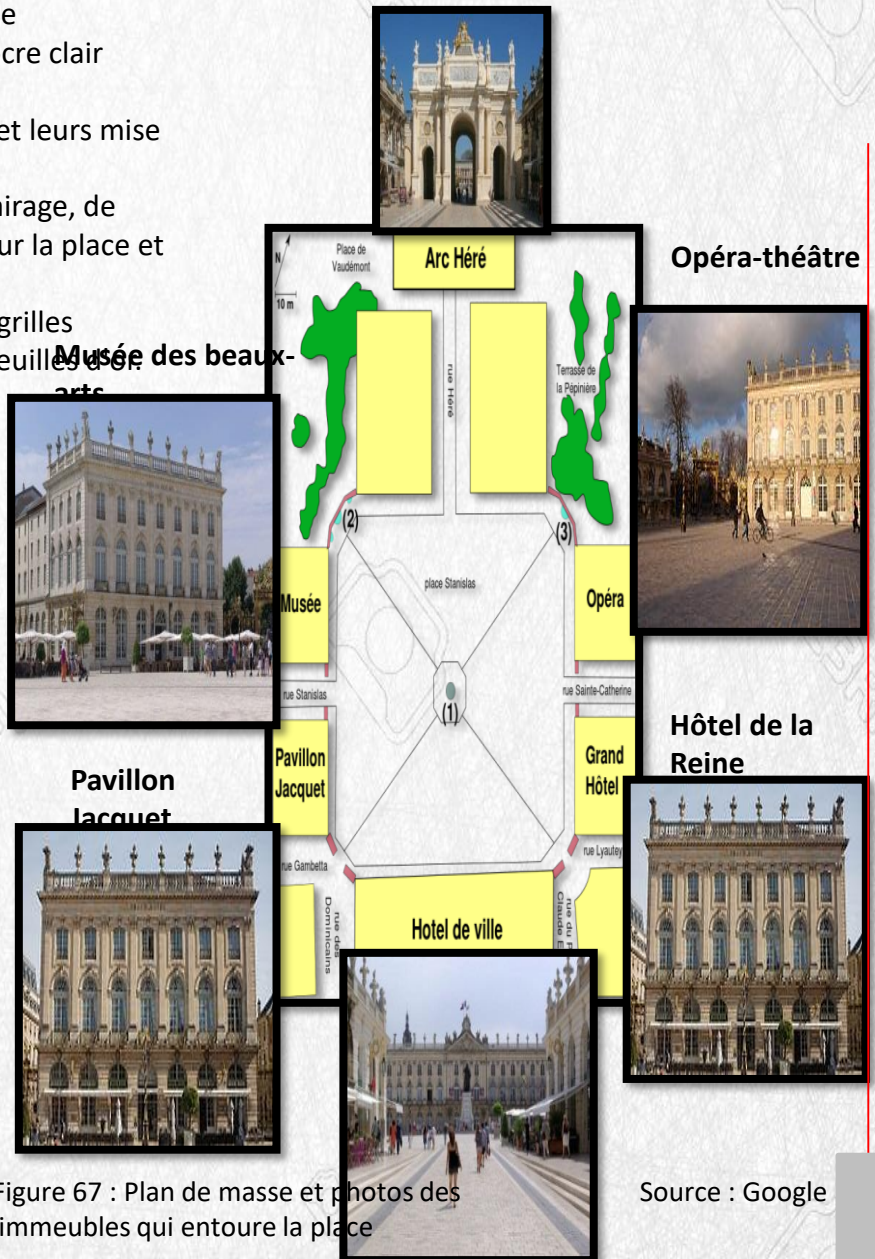 e
cre clair
et leurs mise
airage, de
ur la place et
grilles
euilles d'or.
Musée des beaux-
arts
Opéra-théâtre
N
10 m
Place de
Vaudémont
Arc Héré
rue Héré
Terrasse de
la Pépinière
(2)
(3)
place Stanislas
Musée
Opéra
rue Stanislas
rue Sainte-Catherine
(1)
Pavillon
Jacquet
Grand
Hôtel
Hôtel de la
Reine
Pavillon
Jacquet
rue Gambetta
rue Lyautey
rue des
Dominicains
Hotel de ville
rue du P
Claude E
Figure 67 : Plan de masse et photos des
immeubles qui entoure la place
Source : Google